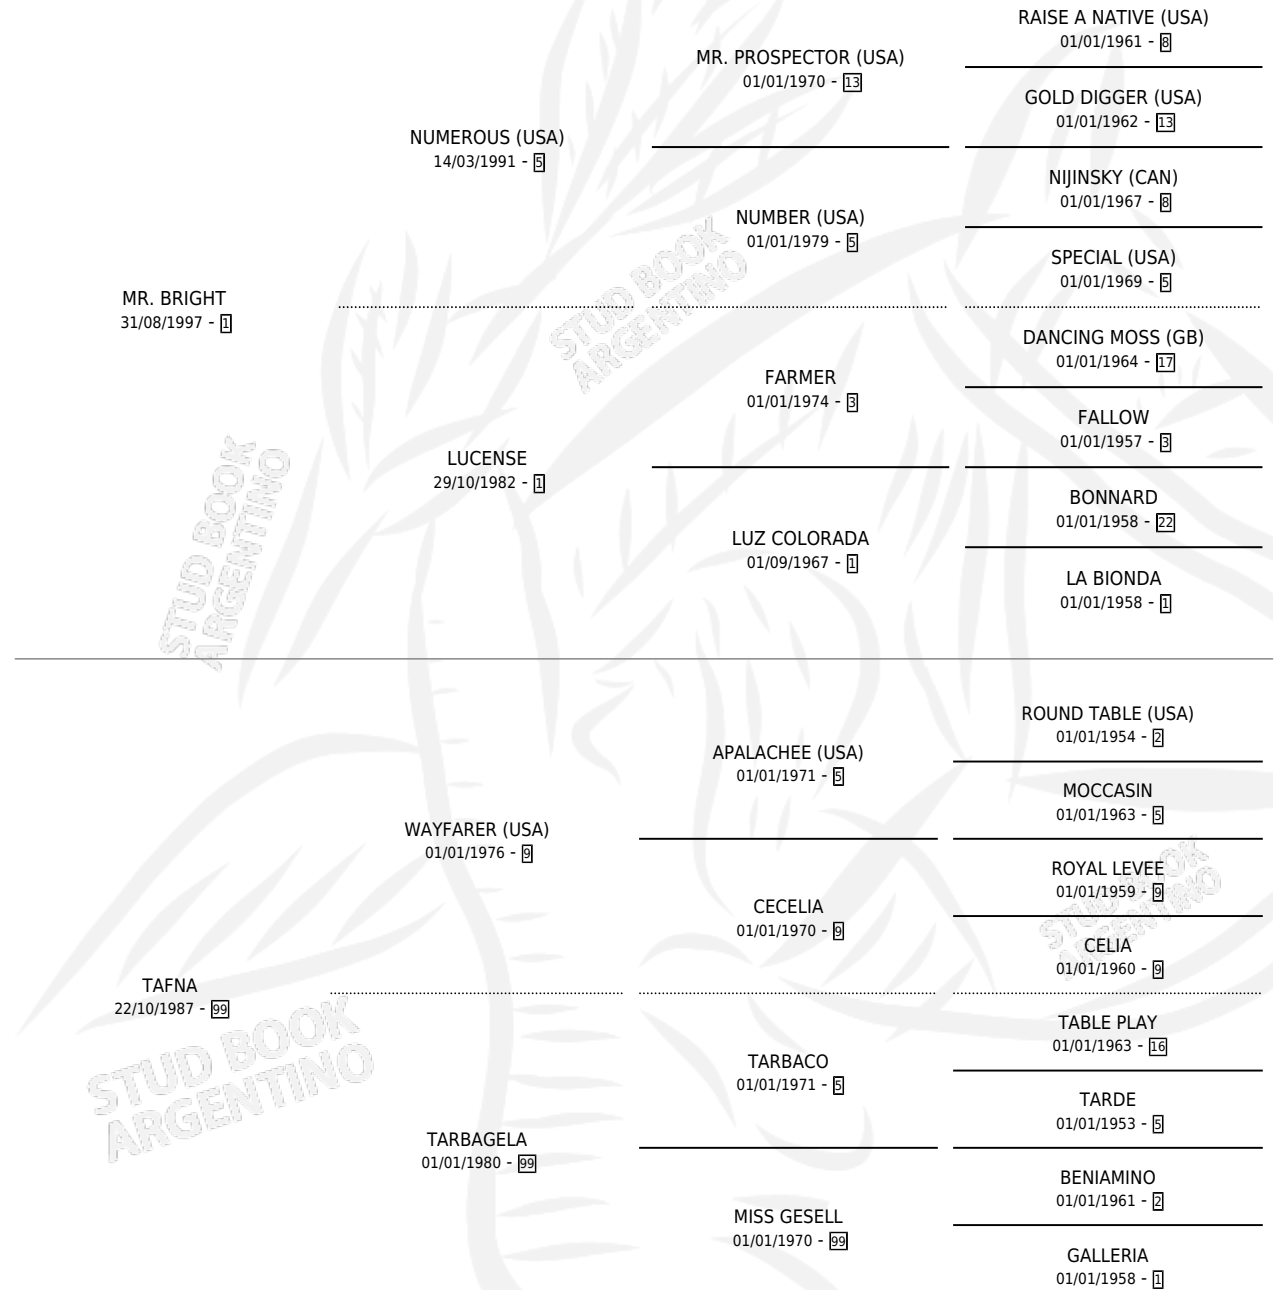 RAISE A NATIVE (USA)
01/01/1961 - 8
MR. PROSPECTOR (USA)
01/01/1970 - 13
GOLD DIGGER (USA)
01/01/1962 - 13
NUMEROUS (USA)
14/03/1991 - 5
NIJINSKY (CAN)
01/01/1967 - 8
NUMBER (USA)
01/01/1979 - 5
SPECIAL (USA)
01/01/1969 - 5
MR. BRIGHT
31/08/1997 - 1
DANCING MOSS (GB)
01/01/1964 - 17
FARMER
01/01/1974 - 3
FALLOW
01/01/1957 - 3
LUCENSE
29/10/1982 - 1
BONNARD
01/01/1958 - 22
LUZ COLORADA
01/09/1967 - 1
LA BIONDA
01/01/1958 - 1
STUD BOOK
ARGENTINO
STUD BOOK
ARGENTINO
ROUND TABLE (USA)
01/01/1954 - 2
APALACHEE (USA)
01/01/1971 - 5
MOCCASIN
01/01/1963 - 5
WAYFARER (USA)
01/01/1976 - 9
ROYAL LEVEE
01/01/1959 - 9
CECELIA
01/01/1970 - 9
CELIA
01/01/1960 - 9
TAFNA
22/10/1987 - 99
TABLE PLAY
01/01/1963 - 16
TARBACO
01/01/1971 - 5
TARDE
01/01/1953 - 5
TARBAGELA
01/01/1980 - 99
BENIAMINO
01/01/1961 - 2
MISS GESELL
01/01/1970 - 99
GALLERIA
01/01/1958 - 1
STUD BOOK
ARGENTINO
STUD BOOK
ARGENTINO